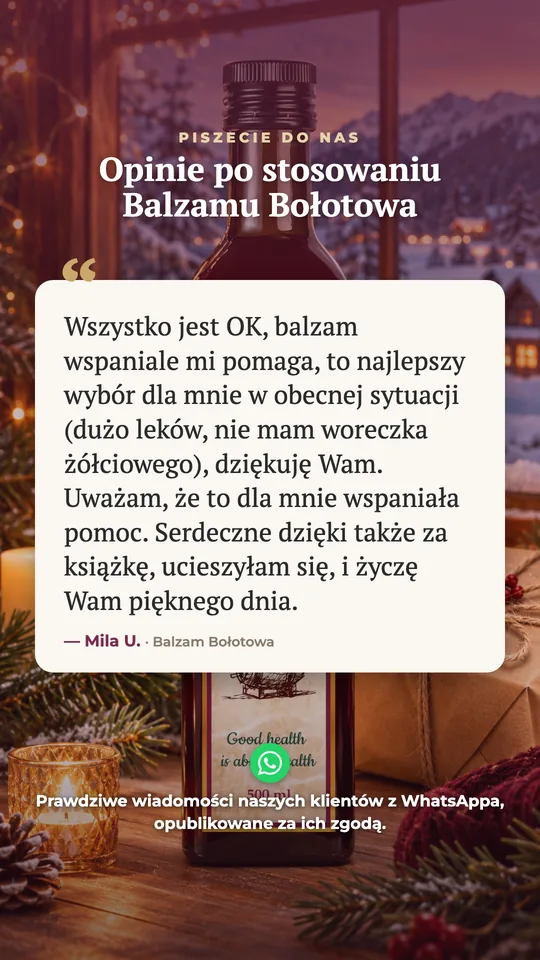 PISZECIE DO NAS
Opinie po stosowaniu
Balzamu Bołotowa
“
Wszystko jest OK, balzam
wspaniale mi pomaga, to najlepszy
wybór dla mnie w obecnej sytuacji
(dużo leków, nie mam woreczka
żółciowego), dziękuję Wam.
Uważam, że to dla mnie wspaniała
pomoc. Serdeczne dzięki także za
książkę, ucieszyłam się, i życzę
Wam pięknego dnia.
— Mila U. · Balzam Bołotowa
Good health
is
500 ml
Prawdziwe wiadomości naszych klientów z WhatsAppa,
opublikowane za ich zgodą.